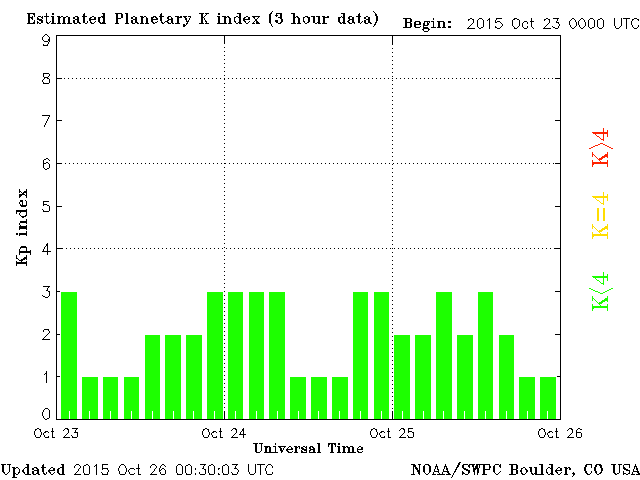 Estimated Planetary K index (3 hour data) Begin: 2015 Oct 23 0000 UTC
9
8
7
6
5
4
3
2
1
0
Kp index
K>4
K=4
K<4
Oct 23 Oct 24 Oct 25 Oct 26
Universal Time
Updated 2015 Oct 26 00:30:03 UTC NOAA/SWPC Boulder, CO USA